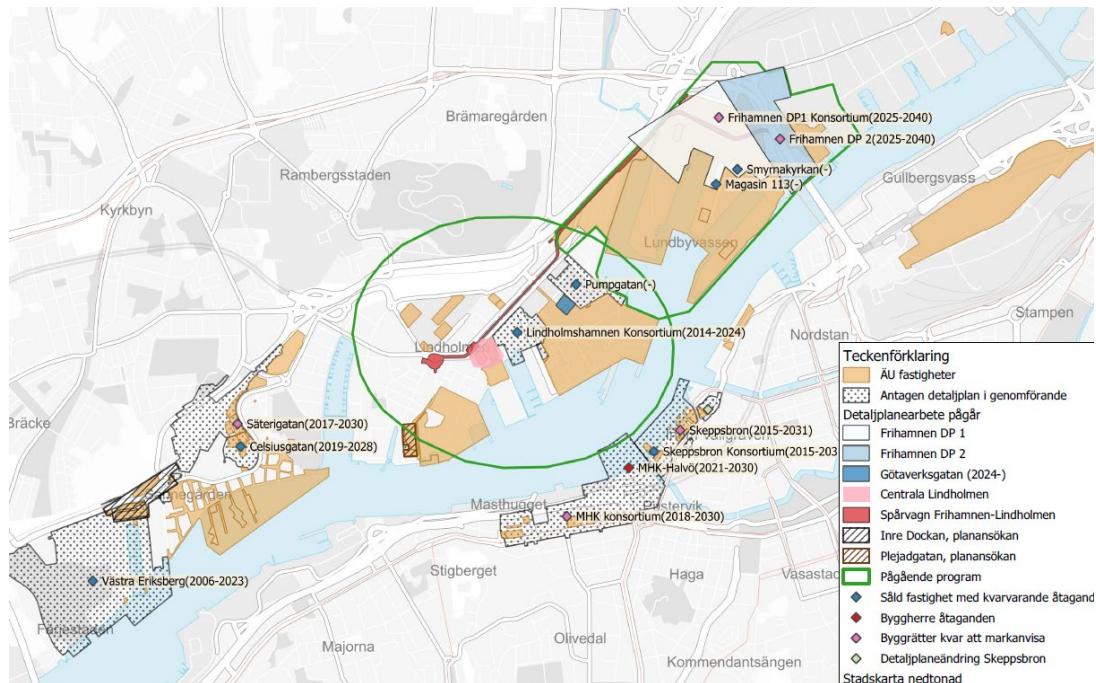 Brämaregården
Frihamnen DP1 Konsortium(2025-2040)
Frihamnen DP 2(2025-2040)
Rambergsstaden
Smyrnakyrkan(-)
Magasin 113(-)
Gullbergsvass
Kyrkbyn
Lundbyvassen
Pumpgatan(-)
Stampen
Nordstan
Lindholmshamnen Konsortium(2014-2024)
Teckenförklaring
ÄU fastigheter
Antagen detaljplan i genomförande
Detaljplanearbete pågår
Frihamnen DP 1
Frihamnen DP 2
Götaverksgatan (2024-)
Centrala Lindholmen
Spårvagn Frihamnen-Lindholmen
Inre Dockan, planansökan
Plejadgatan, planansökan
Pågående program
Såld fastighet med kvarvarande åtagand
Byggherre åtaganden
Byggrätter kvar att markanvisa
Detaljplaneändring Skeppsbron
Stadskarta nedtonad
Bräcke
Säterigatan(2017-2030)
Celsiusgatan(2019-2028)
Skeppsbron(2015-2031)
Skeppsbron Konsortium(2015-203
MHK-Halvö(2021-2030)
Masthugget
MHK konsortium(2018-2030)
Stigberget
Haga
Vasastad
Västra Eriksberg(2006-2023)
Färjestaden
Majorna
Olivedal
Kommendantsängen